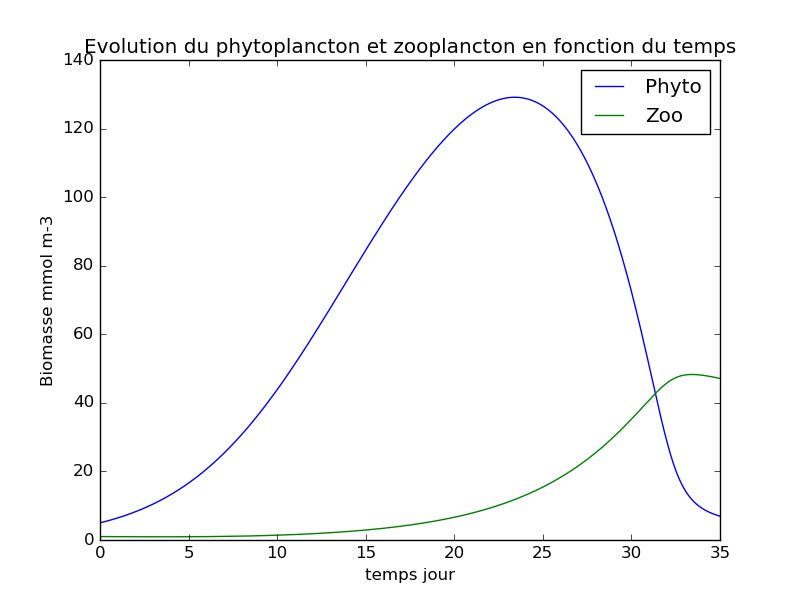 Evolution du phytoplancton et zooplancton en fonction du temps
140
120
100
80
60
40
20
0
Biomasse mmol m-3
Phyto
Zoo
0 5 10 15 20 25 30 35
temps jour